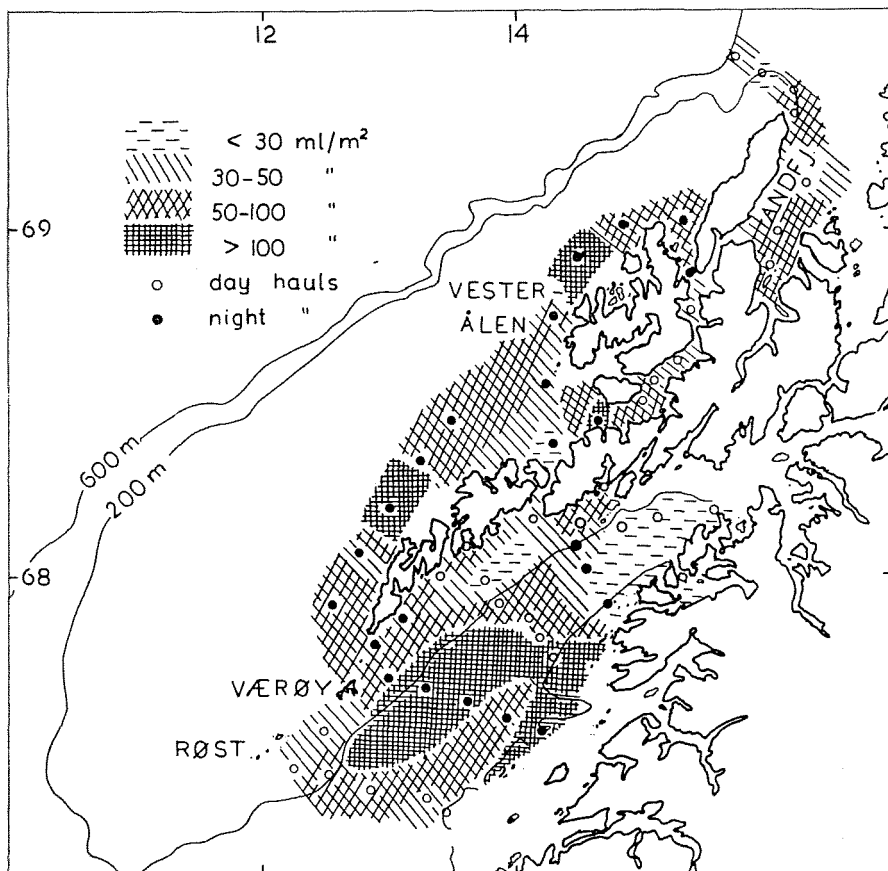 12 14
< 30 ml/m²
30-50 "
50-100 "
> 100 "
day hauls
night "
69
ANDFJ.
VESTER-
ÅLEN
600 m
200 m
68
VÆRØY
RØST